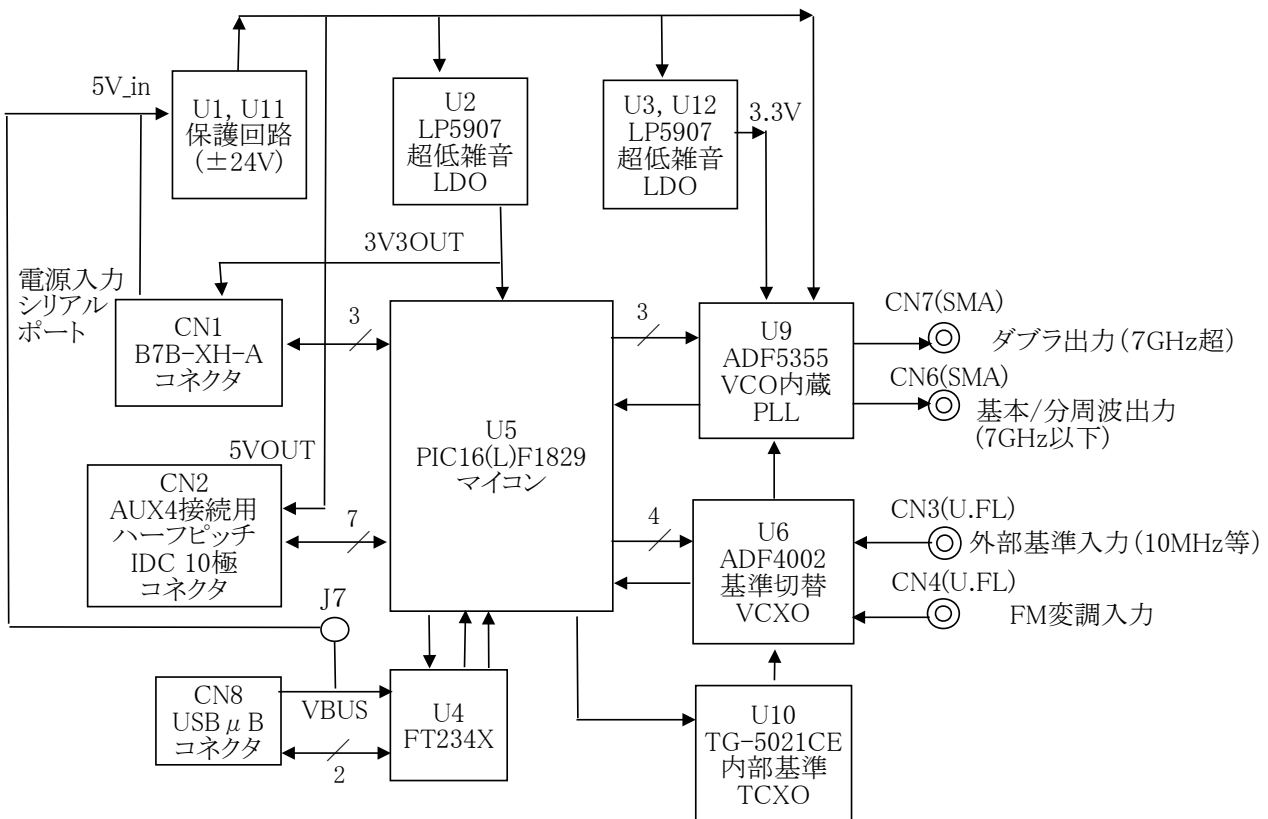 5V_in
U1, U11
保護回路
(±24V)
U2
LP5907
超低雑音
LDO
U3, U12
LP5907
超低雑音
LDO
3.3V
3V3OUT
電源入力
シリアル
ポート
CN1
B7B-XH-A
コネクタ
3
3
U9
ADF5355
VCO内蔵
PLL
CN7(SMA)
ダブラ出力(7GHz超)
CN6(SMA)
基本/分周波出力
(7GHz以下)
U5
PIC16(L)F1829
マイコン
5VOUT
CN2
AUX4接続用
ハーフピッチ
IDC 10極
コネクタ
7
4
U6
ADF4002
基準切替
VCXO
CN3(U.FL)
外部基準入力(10MHz等)
CN4(U.FL)
FM変調入力
J7
CN8
USBμB
コネクタ
VBUS
2
U4
FT234X
U10
TG-5021CE
内部基準
TCXO